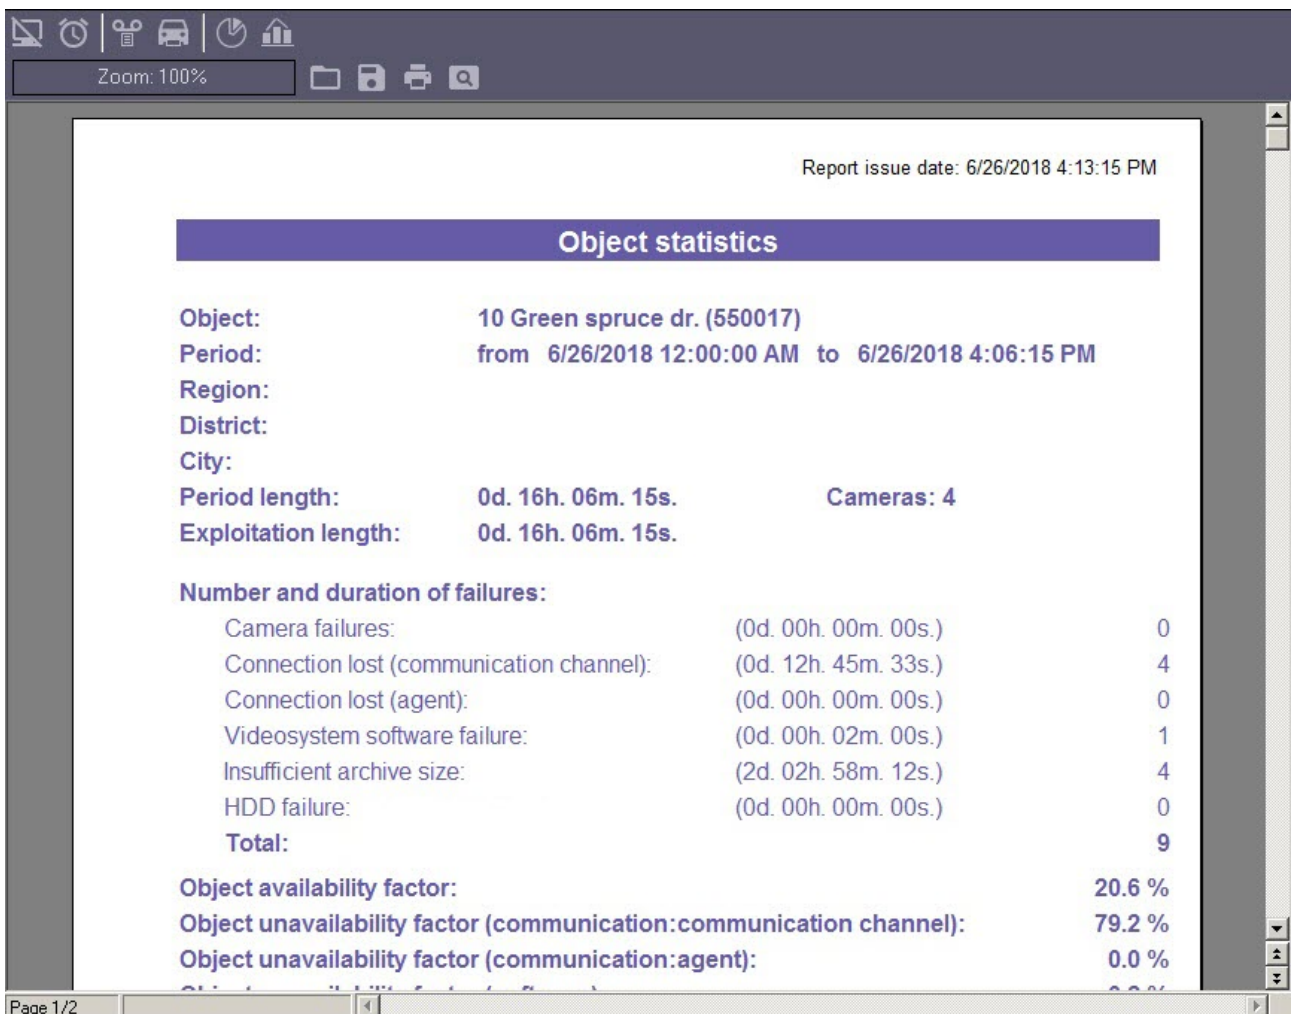 Zoom: 100%
Report issue date: 6/26/2018 4:13:15 PM
Object statistics
Object: 10 Green spruce dr. (550017)
Period: from 6/26/2018 12:00:00 AM to 6/26/2018 4:06:15 PM
Region:
District:
City:
Period length: 0d. 16h. 06m. 15s. Cameras: 4
Exploitation length: 0d. 16h. 06m. 15s.
Number and duration of failures:
Camera failures: (0d. 00h. 00m. 00s.) 0
Connection lost (communication channel): (0d. 12h. 45m. 33s.) 4
Connection lost (agent): (0d. 00h. 00m. 00s.) 0
Videosystem software failure: (0d. 00h. 02m. 00s.) 1
Insufficient archive size: (2d. 02h. 58m. 12s.) 4
HDD failure: (0d. 00h. 00m. 00s.) 0
Total: 9
Object availability factor: 20.6 %
Object unavailability factor (communication:communication channel): 79.2 %
Object unavailability factor (communication:agent): 0.0 %
Page 1/2